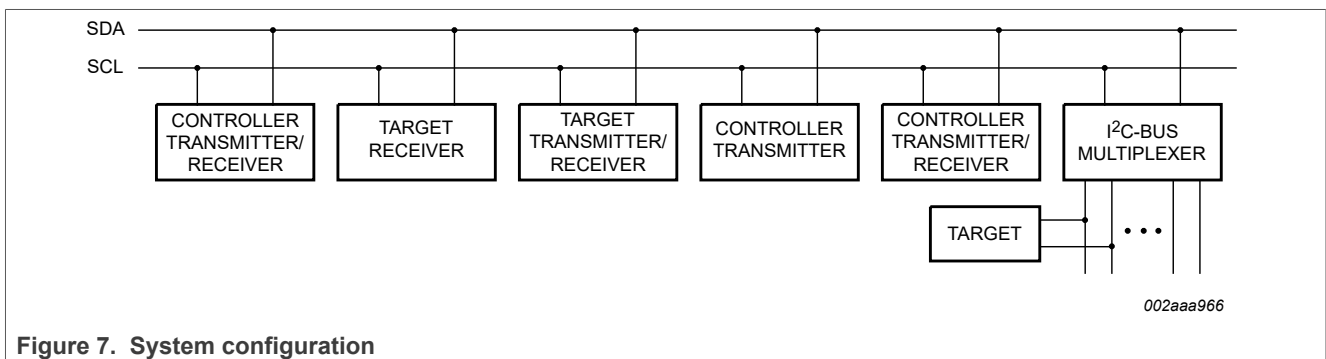 SDA
SCL
CONTROLLER
TRANSMITTER/
RECEIVER
TARGET
RECEIVER
TARGET
TRANSMITTER/
RECEIVER
CONTROLLER
TRANSMITTER
CONTROLLER
TRANSMITTER/
RECEIVER
I²C-BUS
MULTIPLEXER
TARGET
002aaa966
Figure 7. System configuration